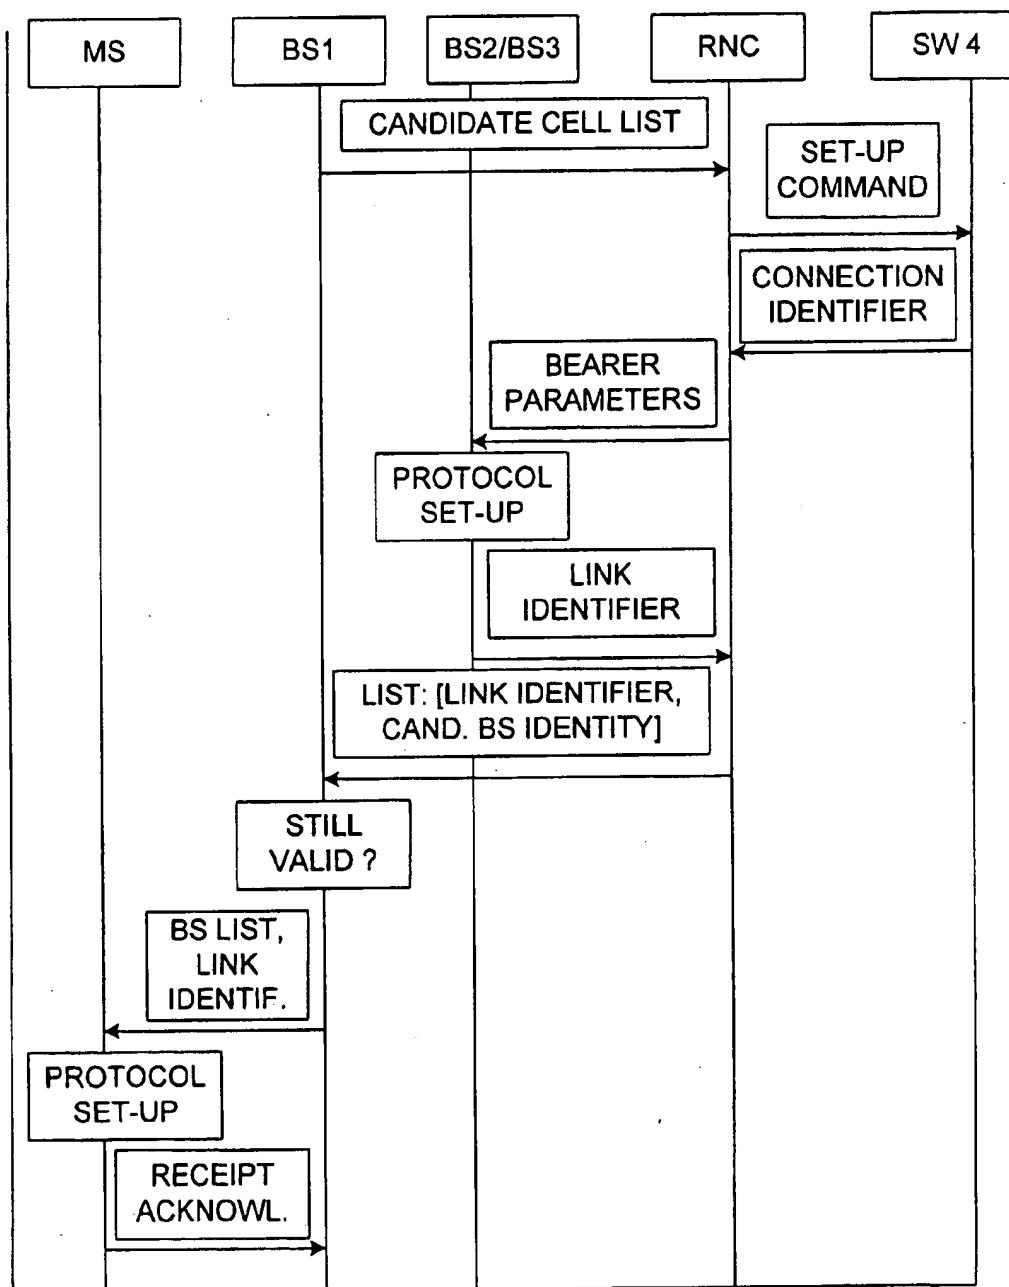 MS
BS1
BS2/BS3
RNC
SW 4
CANDIDATE CELL LIST
SET-UP
COMMAND
CONNECTION
IDENTIFIER
BEARER
PARAMETERS
PROTOCOL
SET-UP
LINK
IDENTIFIER
LIST: [LINK IDENTIFIER,
CAND. BS IDENTITY]
STILL
VALID ?
BS LIST,
LINK
IDENTIF.
PROTOCOL
SET-UP
RECEIPT
ACKNOWL.